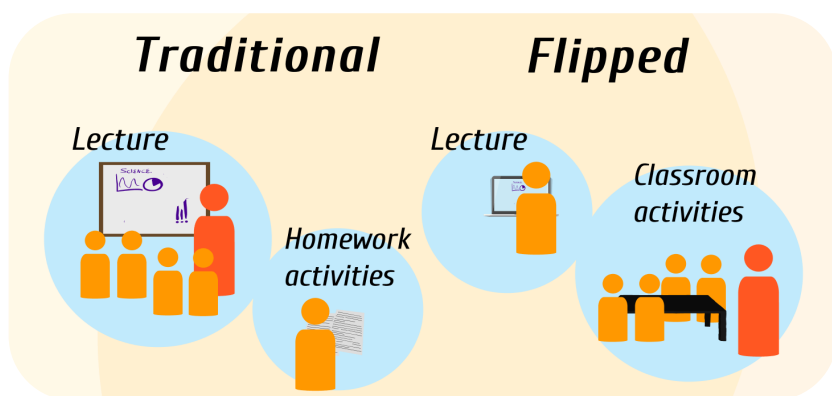 Traditional
Flipped
Lecture
SCIENCE
Homework
activities
Lecture
Classroom
activities